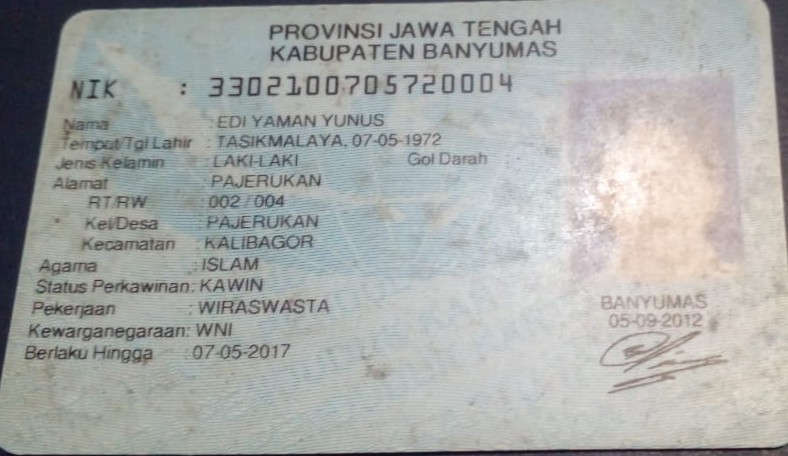 PROVINSI JAWA TENGAH
KABUPATEN BANYUMAS
NIK : 3302100705720004
Nama : EDI YAMAN YUNUS
Tempat/Tgl Lahir : TASIKMALAYA, 07-05-1972
Jenis Kelamin : LAKI-LAKI Gol Darah : -
Alamat : PAJERUKAN
RT/RW : 002 / 004
Kel/Desa : PAJERUKAN
Kecamatan : KALIBAGOR
Agama : ISLAM
Status Perkawinan: KAWIN
Pekerjaan : WIRASWASTA
Kewarganegaraan: WNI
Berlaku Hingga : 07-05-2017
BANYUMAS
05-09-2012